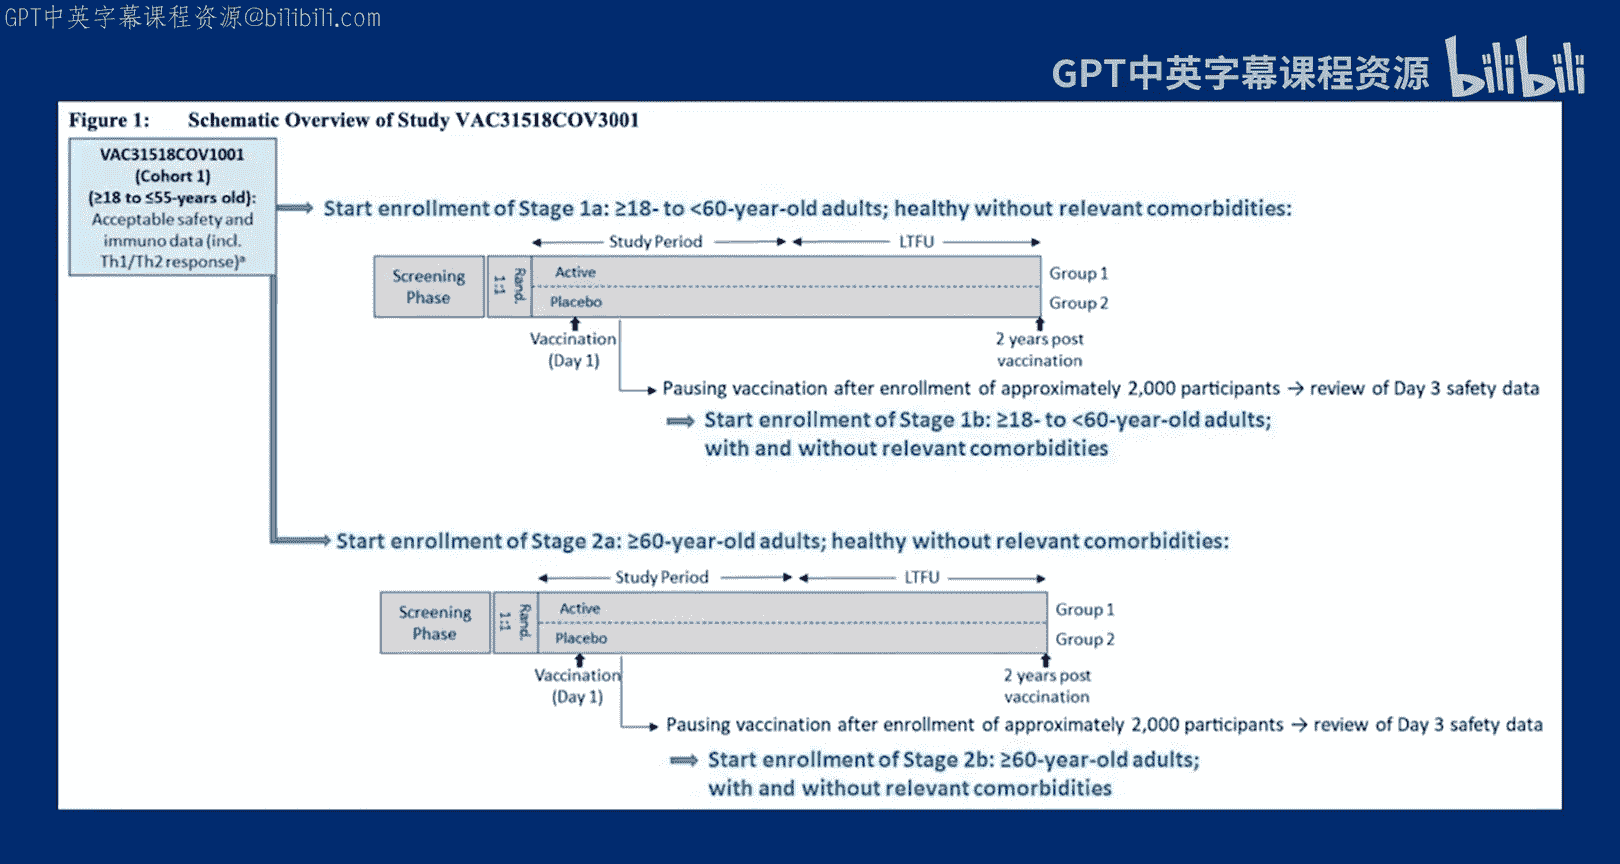 GPT中英字幕课程资源@bilibili.com
GPT中英字幕课程资源 bilibili
Figure 1: Schematic Overview of Study VAC31518COV3001
VAC31518COV1001
(Cohort 1)
(≥18 to ≤55-years old):
Acceptable safety and
immuno data (incl.
Th1/Th2 response)ᵃ
Start enrollment of Stage 1a: ≥18- to <60-year-old adults; healthy without relevant comorbidities:
Study Period
LTFU
Screening
Phase
Rand.
1:1
Active
Placebo
Group 1
Group 2
Vaccination
(Day 1)
2 years post
vaccination
Pausing vaccination after enrollment of approximately 2,000 participants → review of Day 3 safety data
Start enrollment of Stage 1b: ≥18- to <60-year-old adults;
with and without relevant comorbidities
Start enrollment of Stage 2a: ≥60-year-old adults; healthy without relevant comorbidities:
Study Period
LTFU
Screening
Phase
Rand.
1:1
Active
Placebo
Group 1
Group 2
Vaccination
(Day 1)
2 years post
vaccination
Pausing vaccination after enrollment of approximately 2,000 participants → review of Day 3 safety data
Start enrollment of Stage 2b: ≥60-year-old adults;
with and without relevant comorbidities